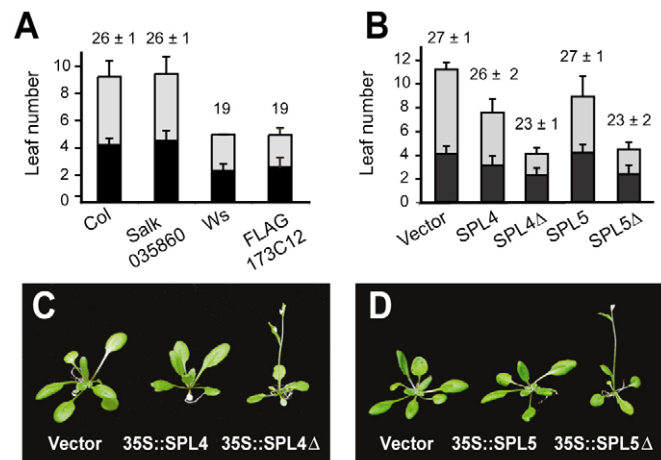 A
26 ± 1 26 ± 1
19 19
Leaf number
10
8
6
4
2
0
Col
Salk 035860
Ws
FLAG 173C12
B
27 ± 1
26 ± 2
23 ± 1
27 ± 1
23 ± 2
Leaf number
12
10
8
6
4
2
0
Vector
SPL4
SPL4Δ
SPL5
SPL5Δ
C
Vector 35S::SPL4 35S::SPL4Δ
D
Vector 35S::SPL5 35S::SPL5Δ